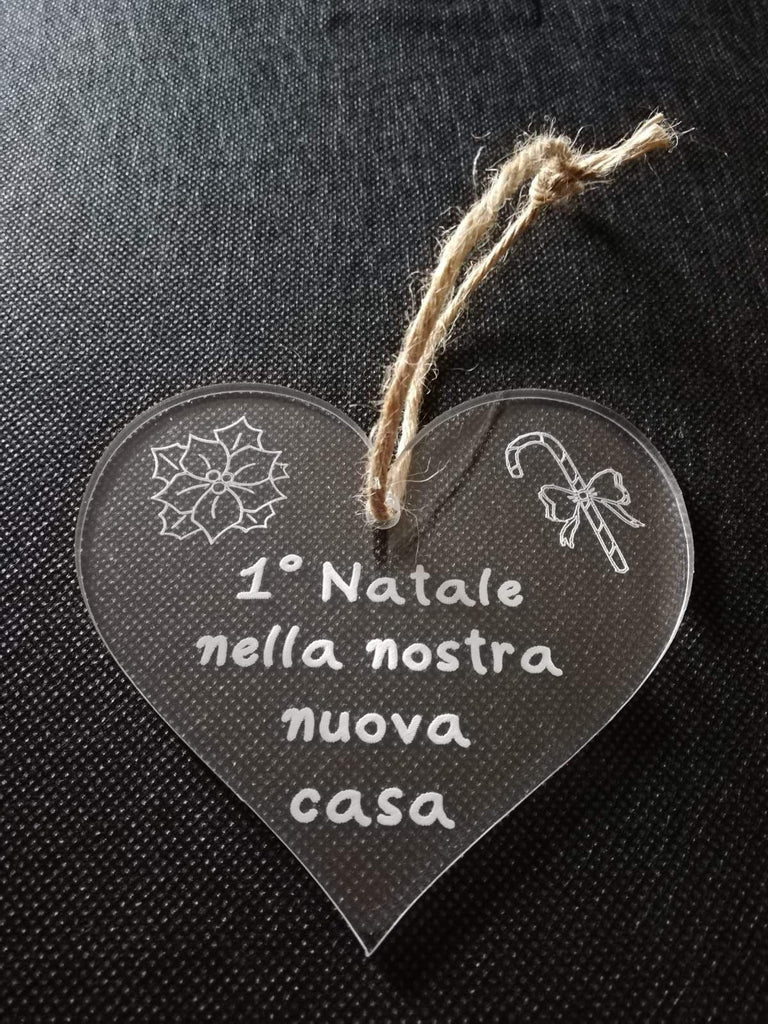 1° Natale
nella nostra
nuova
casa